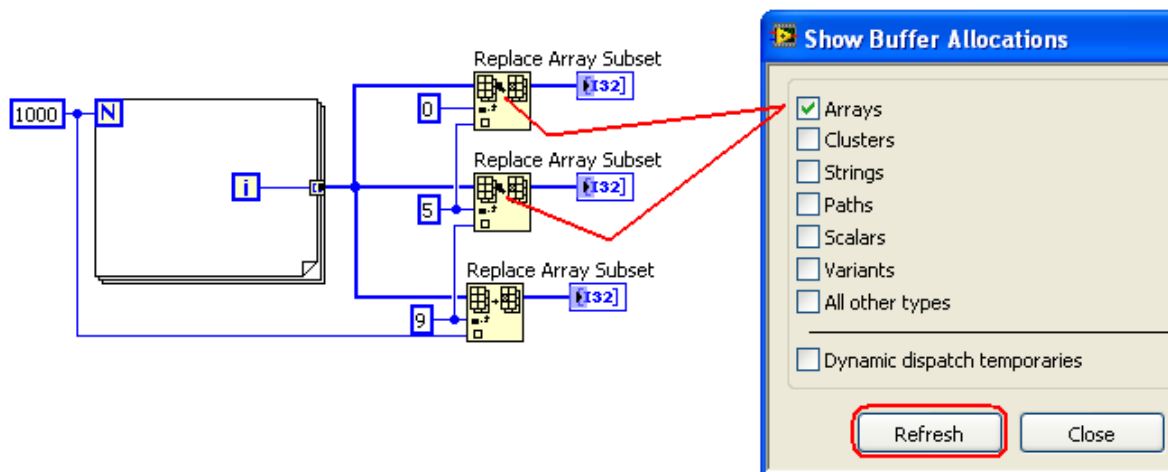 Replace Array Subset
[I32]
1000
N
0
i
Replace Array Subset
[I32]
5
Replace Array Subset
[I32]
9
Show Buffer Allocations
Arrays
Clusters
Strings
Paths
Scalars
Variants
All other types
Dynamic dispatch temporaries
Refresh
Close